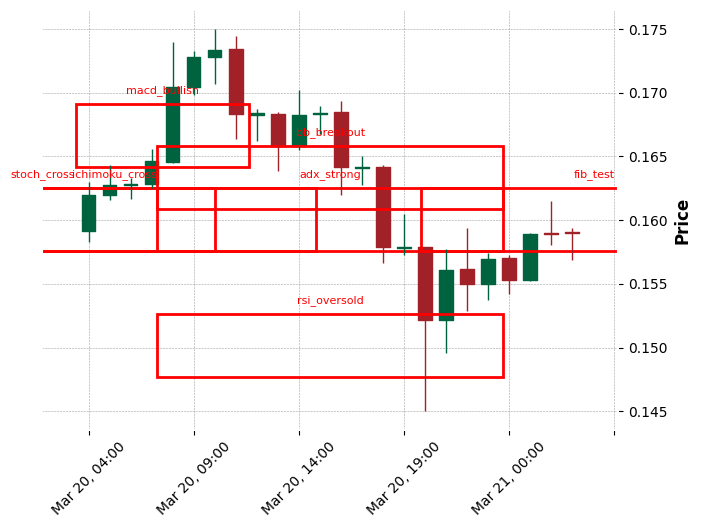 0.175
macd_bullish
0.170
bb_breakout
0.165
stoch_cross
ichimoku_cross
adx_strong
fib_test
0.160
Price
0.155
rsi_oversold
0.150
0.145
Mar 20, 04:00
Mar 20, 09:00
Mar 20, 14:00
Mar 20, 19:00
Mar 21, 00:00